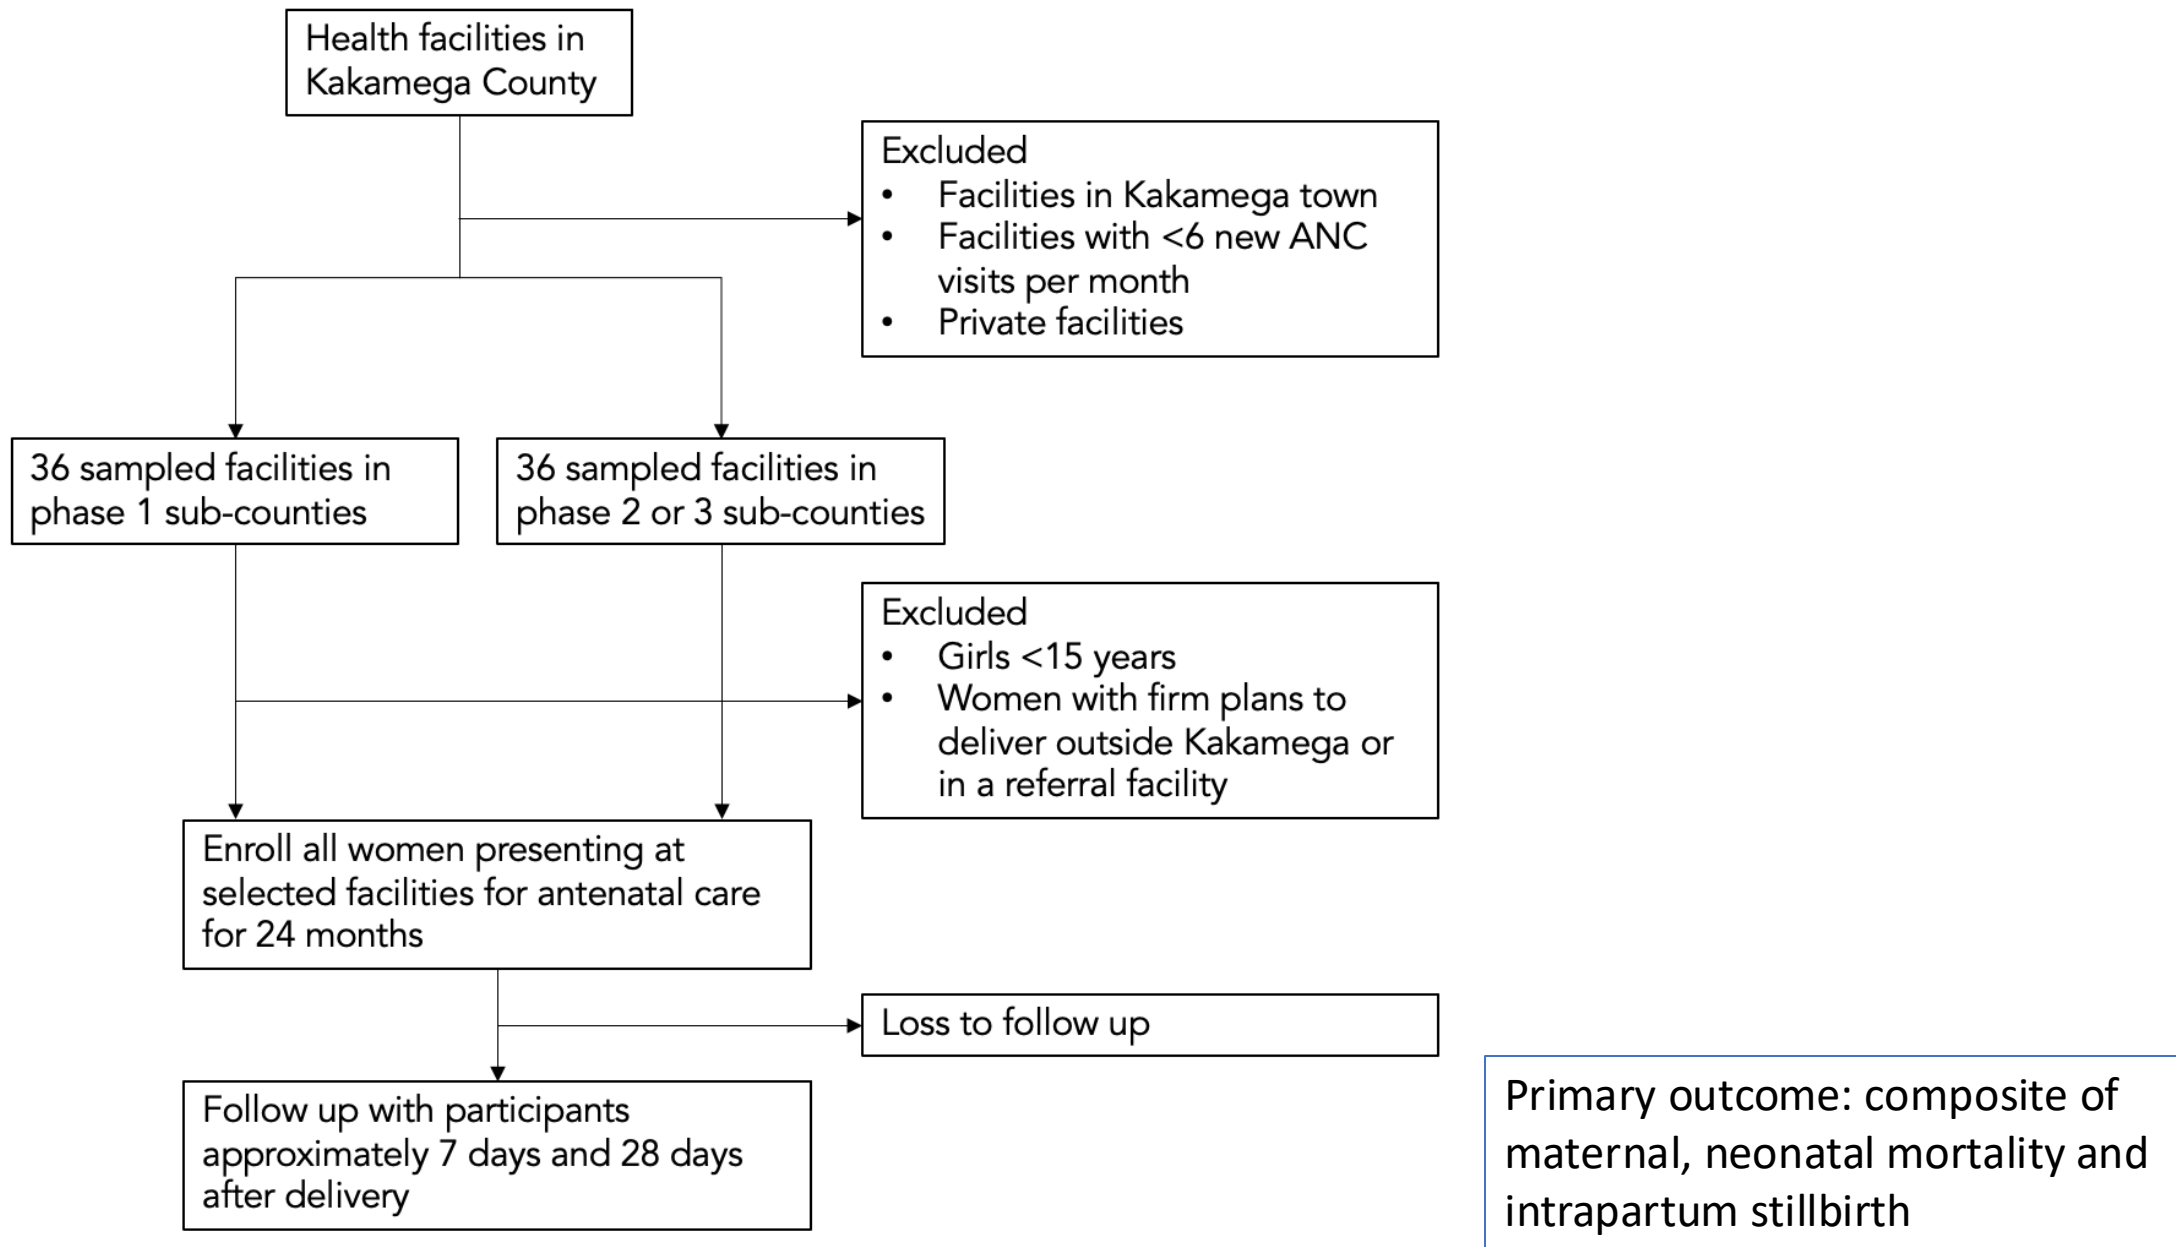 Health facilities in
Kakamega County
Excluded
• Facilities in Kakamega town
• Facilities with <6 new ANC
visits per month
• Private facilities
36 sampled facilities in
phase 1 sub-counties
36 sampled facilities in
phase 2 or 3 sub-counties
Excluded
• Girls <15 years
• Women with firm plans to
deliver outside Kakamega or
in a referral facility
Enroll all women presenting at
selected facilities for antenatal care
for 24 months
Loss to follow up
Follow up with participants
approximately 7 days and 28 days
after delivery
Primary outcome: composite of
maternal, neonatal mortality and
intrapartum stillbirth